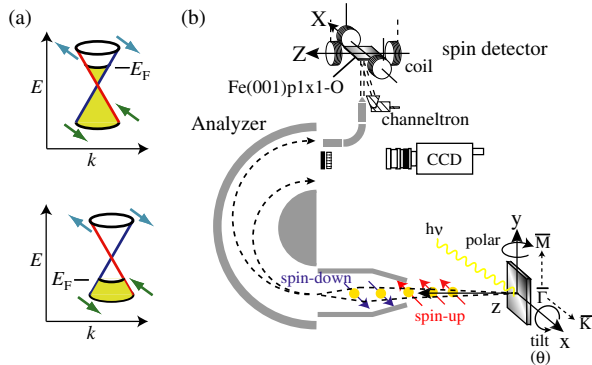 (a)
E
E_F
k
E
E_F
k
(b)
X
Z
spin detector
coil
Fe(001)p1x1-O
channeltron
Analyzer
CCD
hν
polar
y
M̅
spin-down
Γ̅
z
K̅
spin-up
x
tilt
(θ)